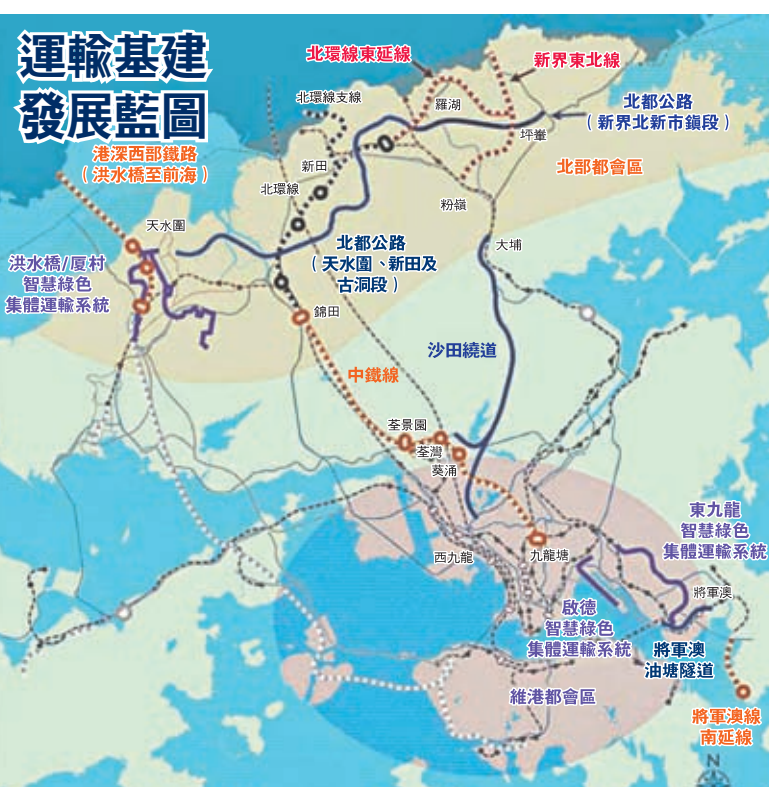 運輸基建
發展藍圖
北環線東延線
新界東北線
北環線支線
羅湖
北都公路
（新界北新市鎮段）
坪輋
港深西部鐵路
（洪水橋至前海）
新田
北部都會區
北環線
粉嶺
天水圍
大埔
北都公路
（天水圍、新田及
古洞段）
洪水橋/厦村
智慧綠色
集體運輸系統
錦田
沙田繞道
中鐵線
荃景園
荃灣
葵涌
東九龍
智慧綠色
集體運輸系統
西九龍
九龍塘
將軍澳
啟德
智慧綠色
集體運輸系統
將軍澳
油塘隧道
維港都會區
將軍澳線
南延線
N